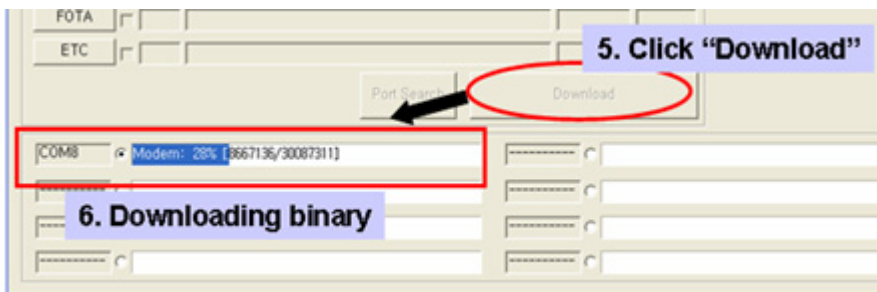 FOTA
ETC
5. Click “Download”
Port Search
Download
COM8 Modem: 28% [8667136/30087311] ----------
---------- ----------
6. Downloading binary
---------- ----------